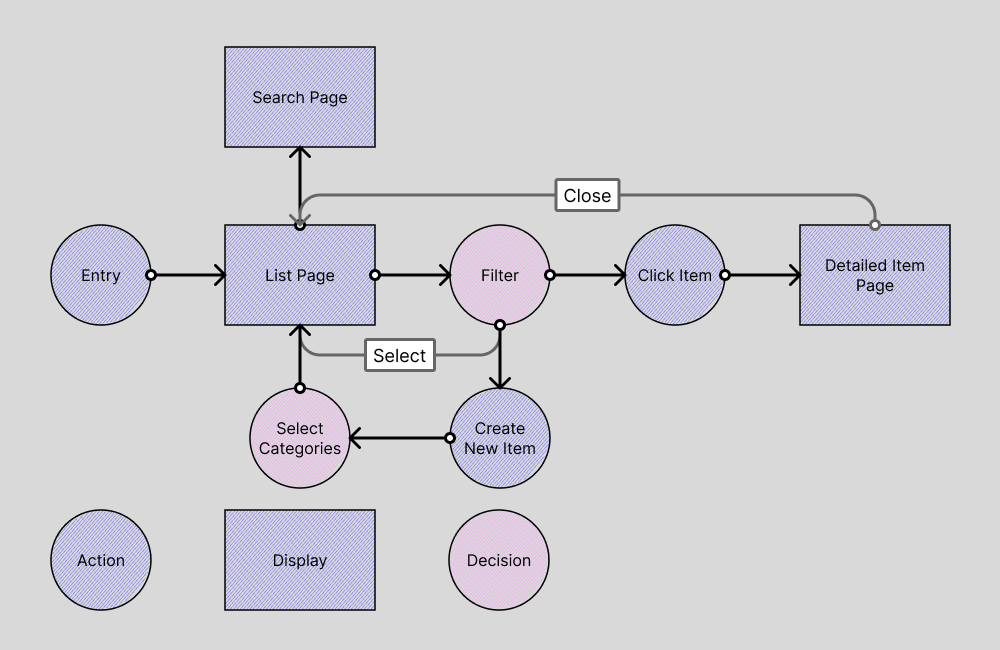 Search Page
Close
Entry
List Page
Filter
Click Item
Detailed Item
Page
Select
Select
Categories
Create
New Item
Action
Display
Decision